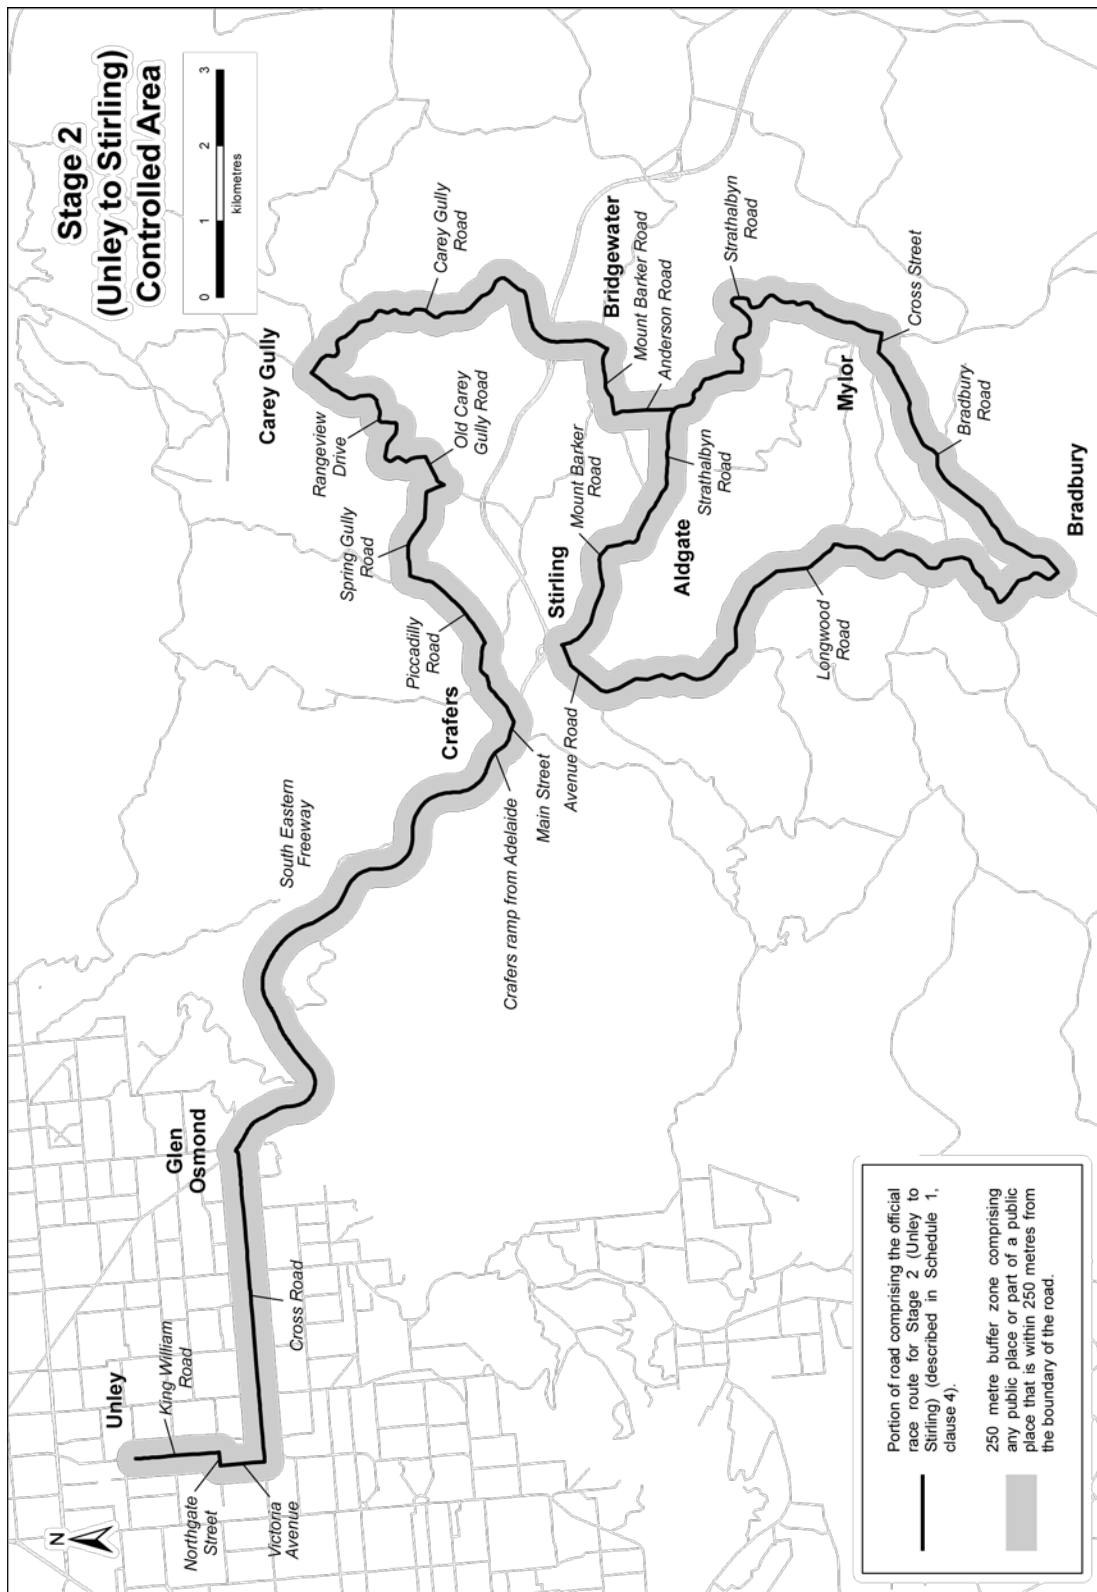 Stage 2
(Unley to Stirling)
Controlled Area
0
1
2
3
kilometres
N
Unley
King William
Road
Northgate
Street
Victoria
Avenue
Cross Road
Glen
Osmond
South Eastern
Freeway
Crafers
Crafers ramp from Adelaide
Main Street
Piccadilly
Road
Spring Gully
Road
Old Carey
Gully Road
Rangeview
Drive
Carey Gully
Carey Gully
Road
Bridgewater
Mount Barker Road
Anderson Road
Strathalbyn
Road
Stirling
Mount Barker
Road
Avenue Road
Aldgate
Strathalbyn
Road
Mylor
Cross Street
Bradbury
Road
Bradbury
Longwood
Road
Portion of road comprising the official
race route for Stage 2 (Unley to
Stirling) (described in Schedule 1,
clause 4).
250 metre buffer zone comprising
any public place or part of a public
place that is within 250 metres from
the boundary of the road.